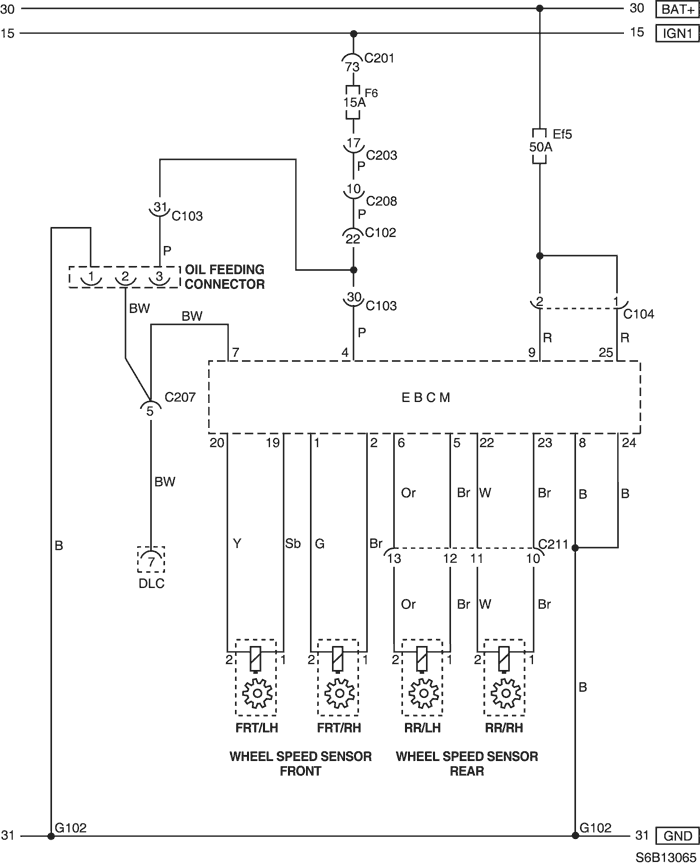 30 30 BAT+
15 15 IGN1
C201
73
F6
15A
Ef5
50A
17
C203
P
10
C208
31
C103
P
C102
22
P
OIL FEEDING
CONNECTOR
1 2 3
30
C103
2 1
C104
BW
BW
P
R R
7 4 9 25
EBCM
C207
5
20 19 1 2 6 5 22 23 8 24
BW
Or Br W Br B B
B
Y Sb G Br
C211
13 12 11 10
7
DLC
Or Br W Br
2 1 2 1 2 1 2 1
B
FRT/LH FRT/RH RR/LH RR/RH
WHEEL SPEED SENSOR
FRONT
WHEEL SPEED SENSOR
REAR
G102 G102
31 31 GND
S6B13065